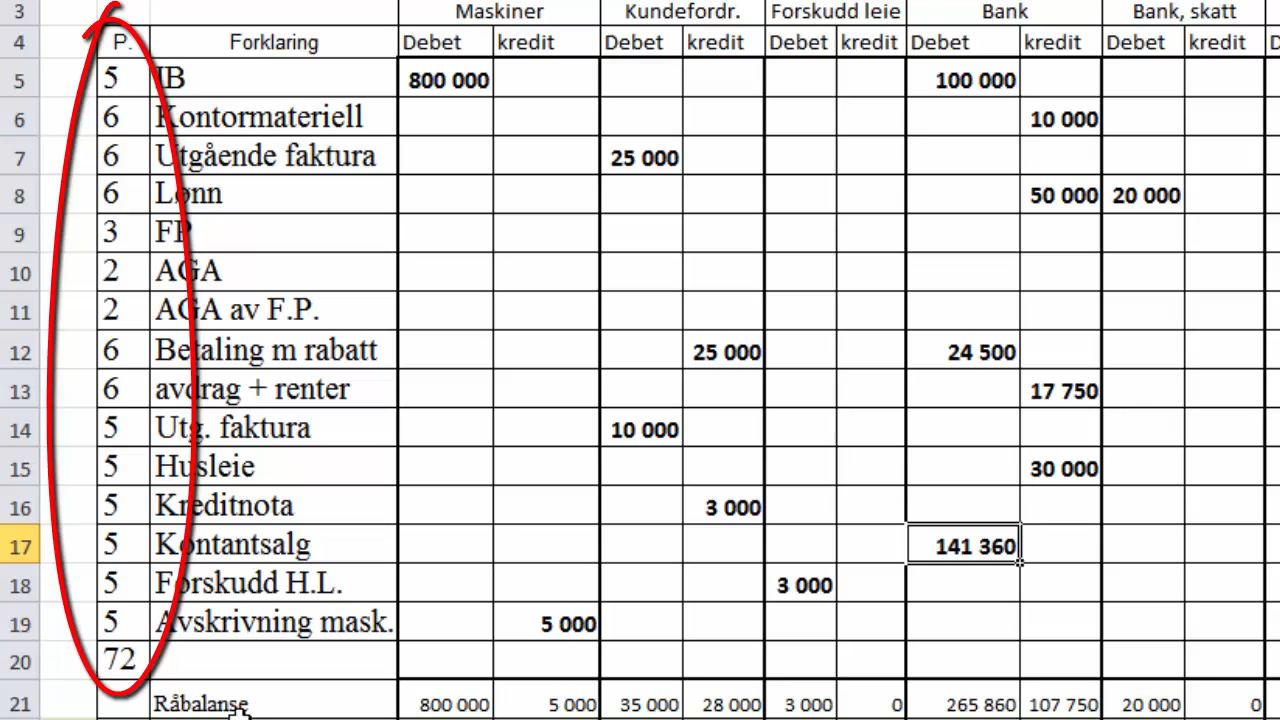 3 Maskiner Kundefordr. Forskudd leie Bank Bank, skatt
4 P. Forklaring Debet kredit Debet kredit Debet kredit Debet kredit Debet kredit
5 5 IB 800 000 100 000
6 6 Kontormateriell 10 000
7 6 Utgående faktura 25 000
8 6 Lønn 50 000 20 000
9 3 FP
10 2 AGA
11 2 AGA av F.P.
12 6 Betaling m rabatt 25 000 24 500
13 6 avdrag + renter 17 750
14 5 Utg. faktura 10 000
15 5 Husleie 30 000
16 5 Kreditnota 3 000
17 5 Kontantsalg 141 360
18 5 Forskudd H.L. 3 000
19 5 Avskrivning mask. 5 000
20 72
21 Råbalanse 800 000 5 000 35 000 28 000 3 000 0 265 860 107 750 20 000 0